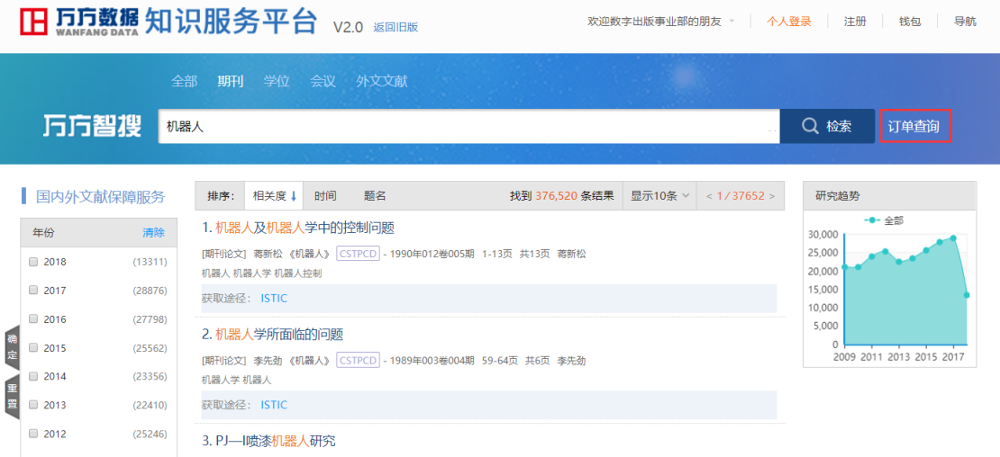 万方数据 知识服务平台 V2.0 返回旧版 欢迎数字出版事业部的朋友 个人登录 注册 钱包 导航
WANFANG DATA
全部 期刊 学位 会议 外文文献
万方智搜 机器人 检索 订单查询
国内外文献保障服务
年份 清除
2018 (13311)
2017 (28876)
2016 (27798)
2015 (25562)
2014 (23356)
2013 (22410)
2012 (25246)
确定
重置
排序: 相关度 时间 题名 找到 376,520 条结果 显示10条 < 1 / 37652 >
1. 机器人及机器人学中的控制问题
[期刊论文] 蒋新松 《机器人》 CSTPCD - 1990年012卷005期 1-13页 共13页 蒋新松
机器人 机器人学 机器人控制
获取途径: ISTIC
2. 机器人学所面临的问题
[期刊论文] 李先劲 《机器人》 CSTPCD - 1989年003卷004期 59-64页 共6页 李先劲
机器人学 机器人
获取途径: ISTIC
3. PJ—I喷漆机器人研究
研究趋势
全部
30,000
25,000
20,000
15,000
10,000
5,000
0
2009 2011 2013 2015 2017